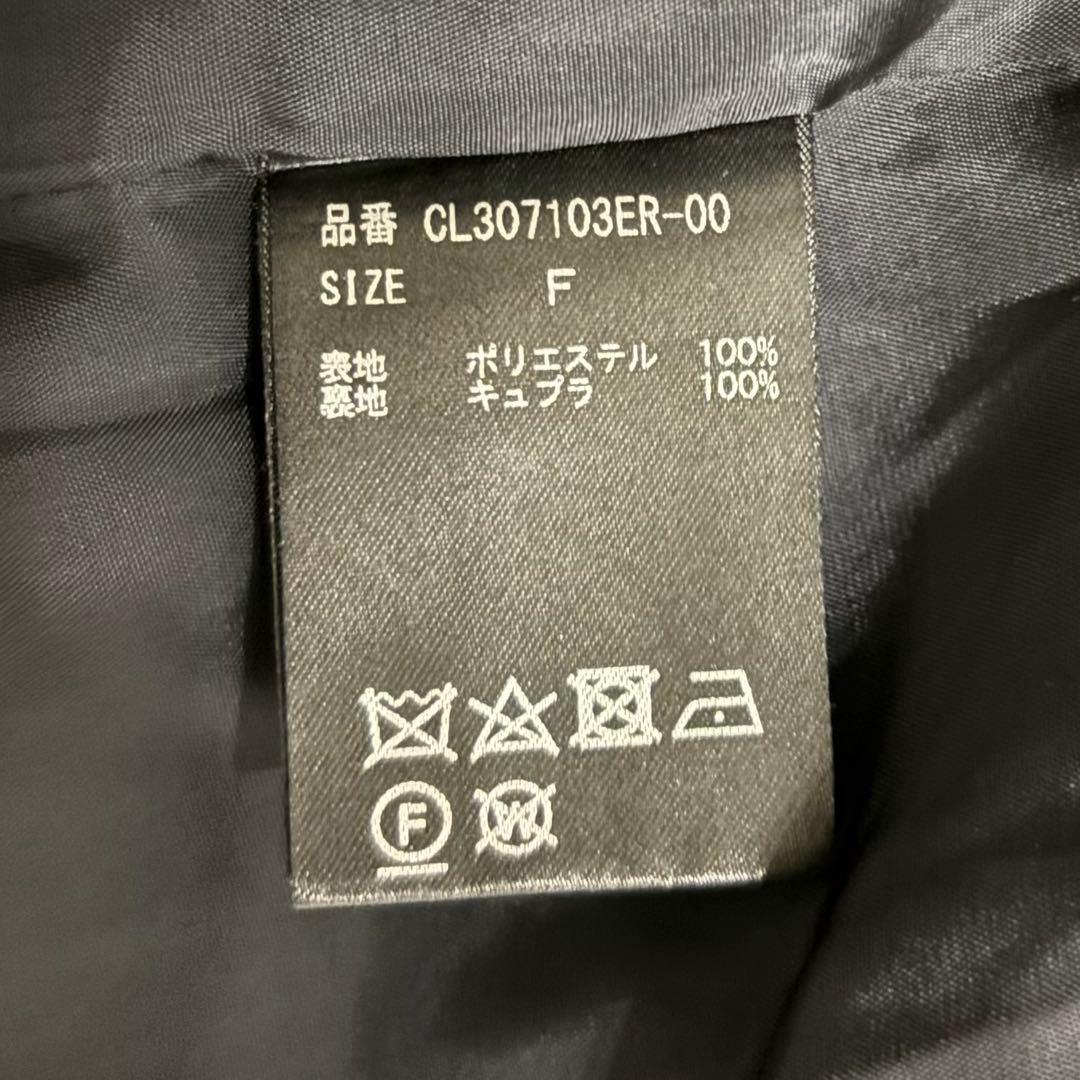 品番 CL307103ER-00
SIZE F
表地 ポリエステル 100%
裏地 キュプラ 100%
F W